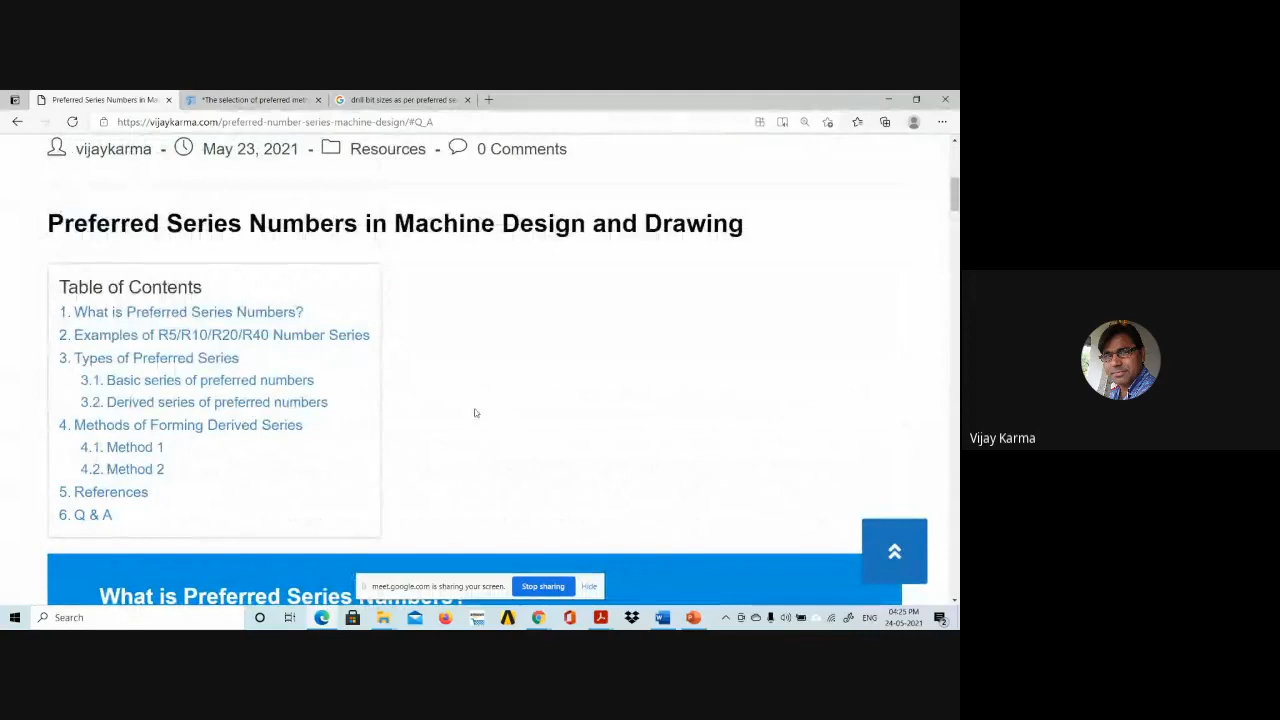 Preferred Series Numbers in Ma
*The selection of preferred met
drill bit sizes as per preferred se
https://vijaykarma.com/preferred-number-series-machine-design/#Q_A
vijaykarma - May 23, 2021 - Resources - 0 Comments
Preferred Series Numbers in Machine Design and Drawing
Table of Contents
1. What is Preferred Series Numbers?
2. Examples of R5/R10/R20/R40 Number Series
3. Types of Preferred Series
3.1. Basic series of preferred numbers
3.2. Derived series of preferred numbers
4. Methods of Forming Derived Series
4.1. Method 1
4.2. Method 2
5. References
6. Q & A
Vijay Karma
meet.google.com is sharing your screen. Stop sharing Hide
What is Preferred Series Numbers?
Search
ENG
04:25 PM
24-05-2021
2